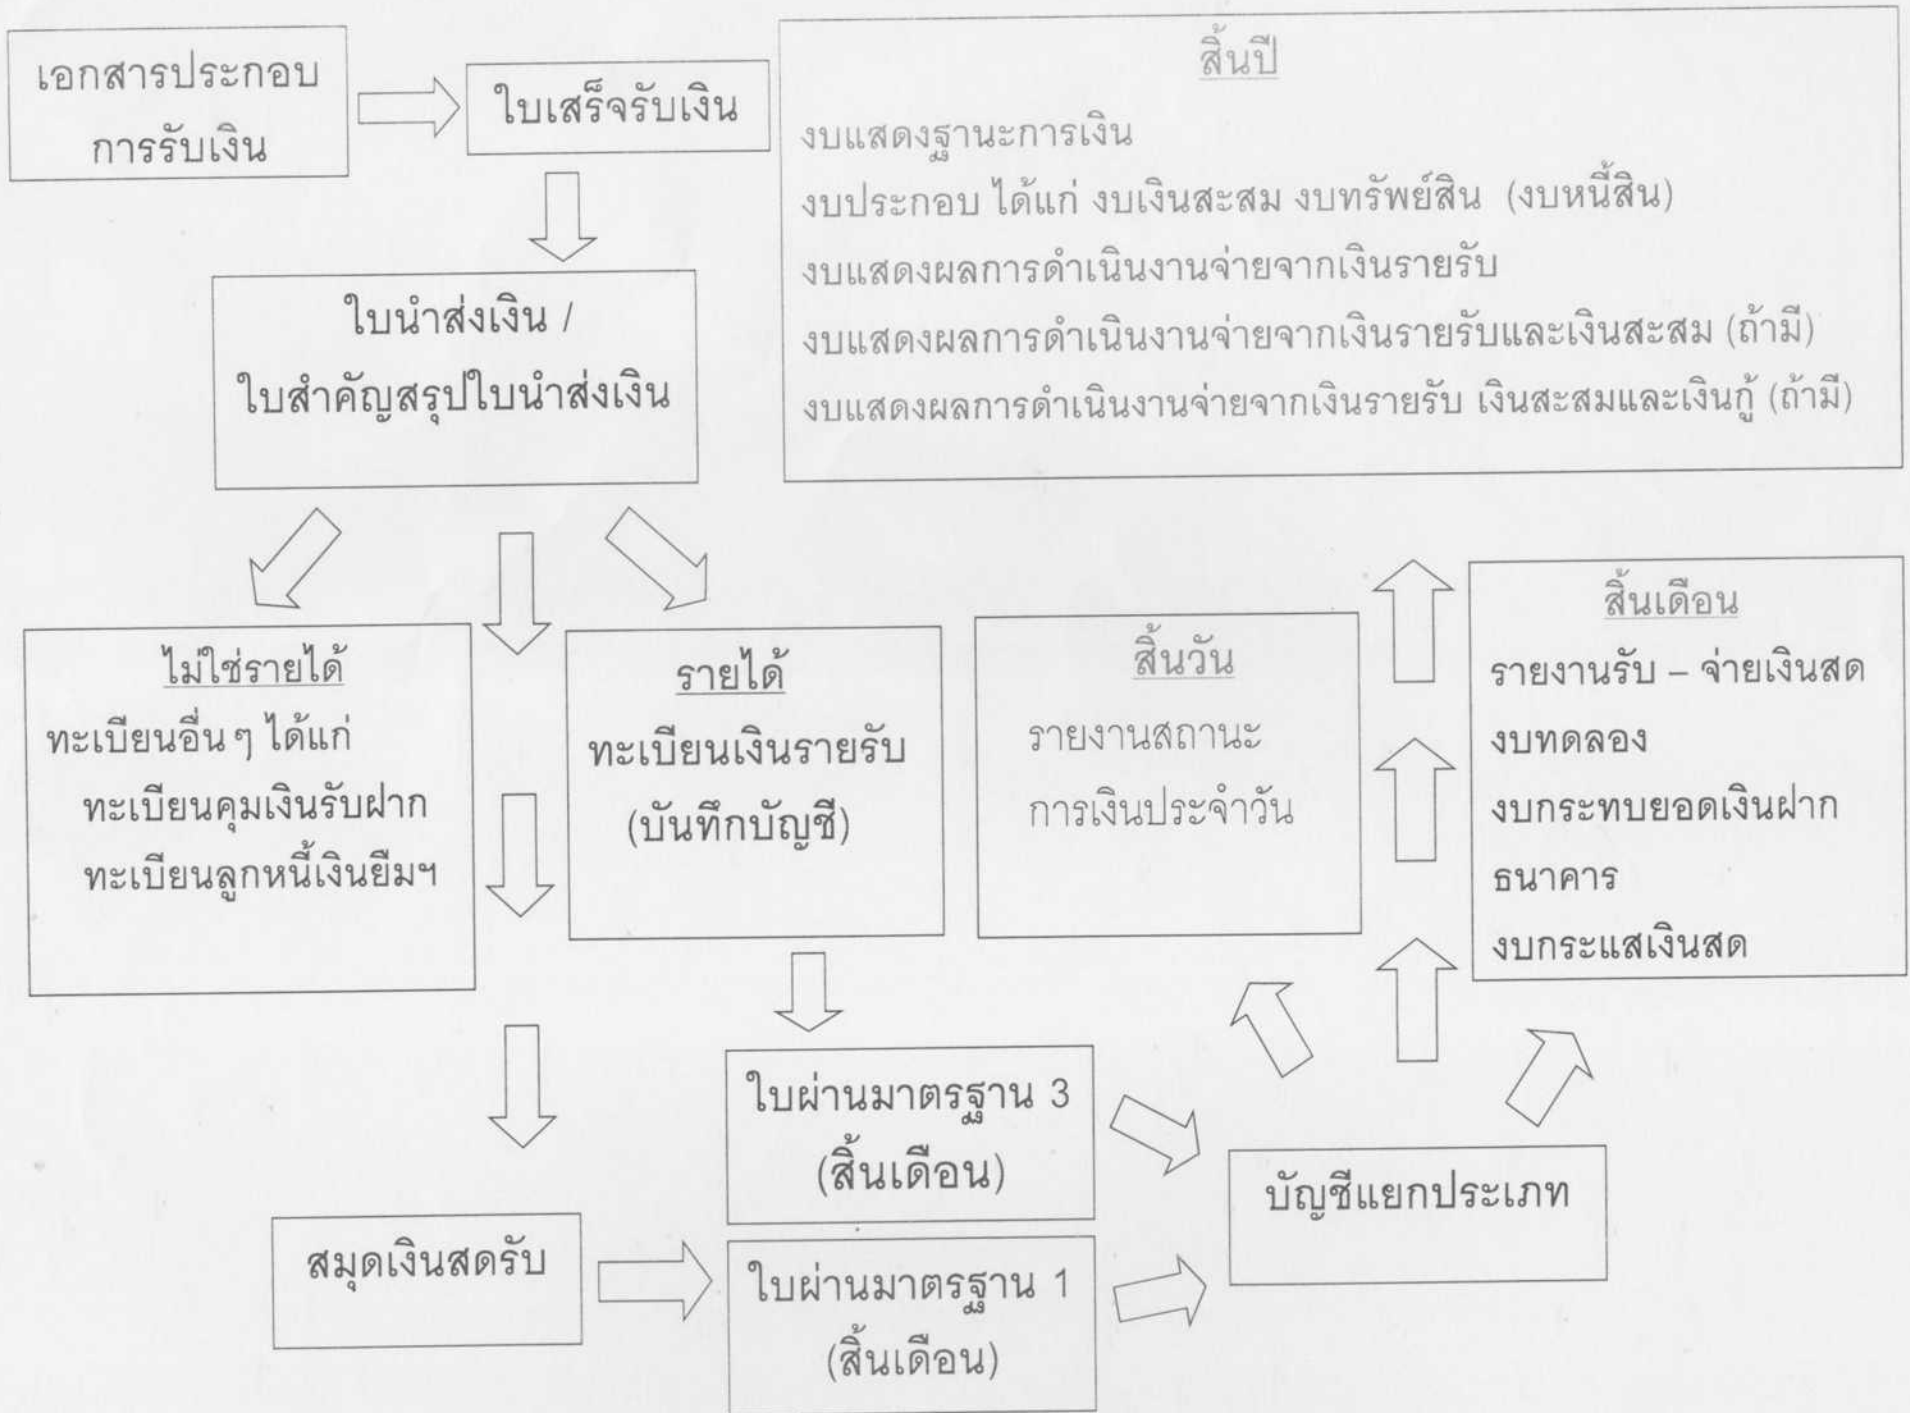 เอกสารประกอบ
การรับเงิน
ใบเสร็จรับเงิน
สิ้นปี
งบแสดงฐานะการเงิน
งบประกอบ ได้แก่ งบเงินสะสม งบทรัพย์สิน (งบหนี้สิน)
งบแสดงผลการดำเนินงานจ่ายจากเงินรายรับ
งบแสดงผลการดำเนินงานจ่ายจากเงินรายรับและเงินสะสม (ถ้ามี)
งบแสดงผลการดำเนินงานจ่ายจากเงินรายรับ เงินสะสมและเงินกู้ (ถ้ามี)
ใบนำส่งเงิน /
ใบสำคัญสรุปใบนำส่งเงิน
ไม่ใช่รายได้
ทะเบียนอื่นๆ ได้แก่
ทะเบียนคุมเงินรับฝาก
ทะเบียนลูกหนี้เงินยืมฯ
รายได้
ทะเบียนเงินรายรับ
(บันทึกบัญชี)
สิ้นวัน
รายงานสถานะ
การเงินประจำวัน
สิ้นเดือน
รายงานรับ – จ่ายเงินสด
งบทดลอง
งบกระทบยอดเงินฝาก
ธนาคาร
งบกระแสเงินสด
ใบผ่านมาตรฐาน 3
(สิ้นเดือน)
บัญชีแยกประเภท
สมุดเงินสดรับ
ใบผ่านมาตรฐาน 1
(สิ้นเดือน)